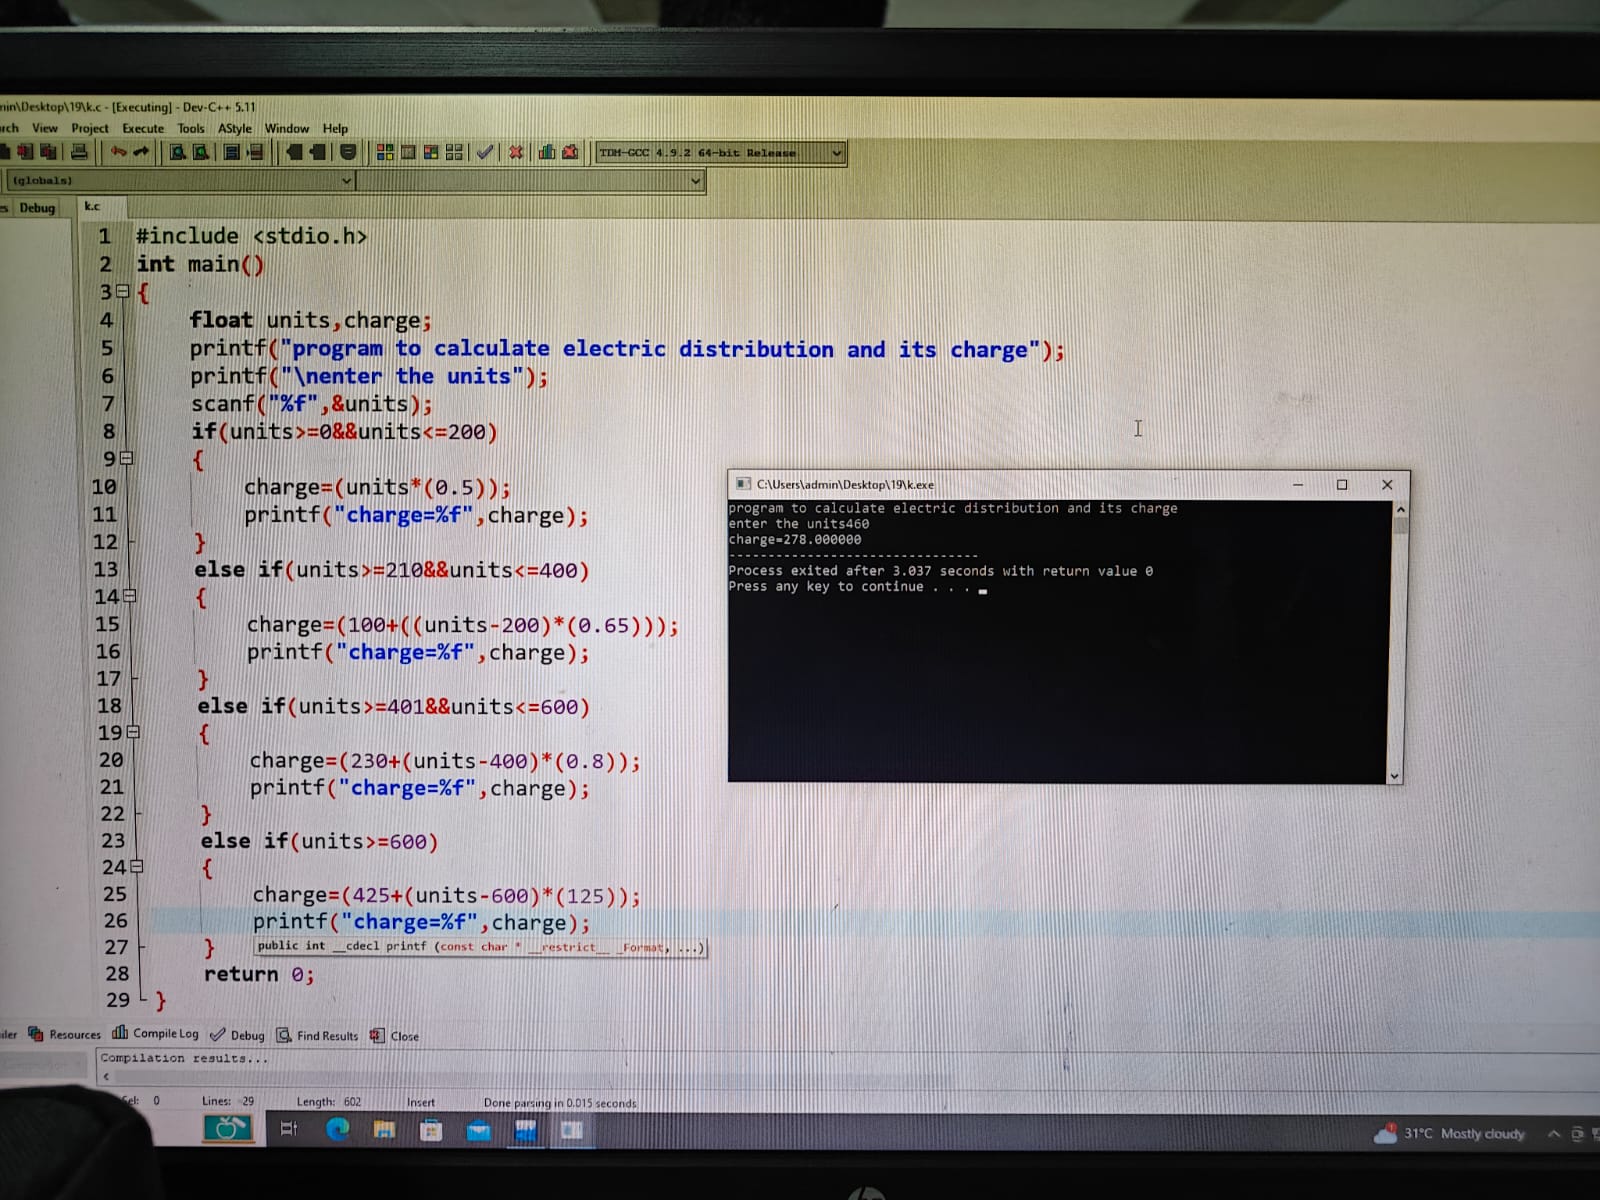 min\Desktop\19\k.c - [Executing] - Dev-C++ 5.11
rch View Project Execute Tools AStyle Window Help
TDM-GCC 4.9.2 64-bit Release
(globals)
es Debug k.c
1 #include <stdio.h>
2 int main()
3 {
4 float units,charge;
5 printf("program to calculate electric distribution and its charge");
6 printf("\nenter the units");
7 scanf("%f",&units);
8 if(units>=0&&units<=200)
9 {
10 charge=(units*(0.5));
11 printf("charge=%f",charge);
12 }
13 else if(units>=210&&units<=400)
14 {
15 charge=(100+((units-200)*(0.65)));
16 printf("charge=%f",charge);
17 }
18 else if(units>=401&&units<=600)
19 {
20 charge=(230+(units-400)*(0.8));
21 printf("charge=%f",charge);
22 }
23 else if(units>=600)
24 {
25 charge=(425+(units-600)*(125));
26 printf("charge=%f",charge);
27 }
public int __cdecl printf (const char * __restrict__ _Format, ...)
28 return 0;
29 }
C:\Users\admin\Desktop\19\k.exe
program to calculate electric distribution and its charge
enter the units460
charge=278.000000
--------------------------------
Process exited after 3.037 seconds with return value 0
Press any key to continue . . .
iler Resources Compile Log Debug Find Results Close
Compilation results...
Sel: 0 Lines: 29 Length: 602 Insert Done parsing in 0.015 seconds
31°C Mostly cloudy
hp